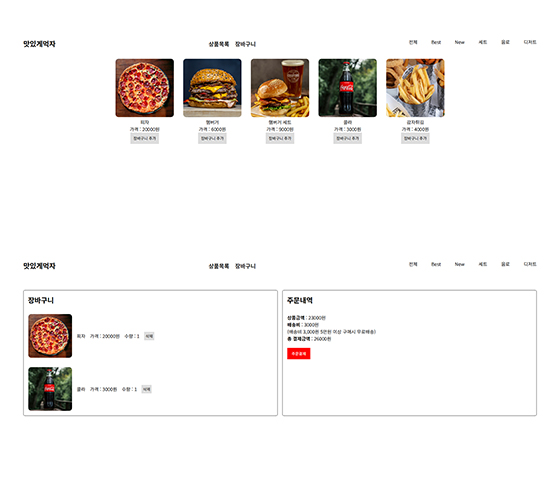 맛있게먹자
상품목록 장바구니
전체 Best New 세트 음료 디저트
피자
가격 : 20000원
장바구니 추가
햄버거
가격 : 6000원
장바구니 추가
햄버거 세트
가격 : 9000원
장바구니 추가
콜라
가격 : 3000원
장바구니 추가
감자튀김
가격 : 4000원
장바구니 추가
맛있게먹자
상품목록 장바구니
전체 Best New 세트 음료 디저트
장바구니
피자 가격 : 20000원 수량 : 1 삭제
콜라 가격 : 3000원 수량 : 1 삭제
주문내역
상품금액 : 23000원
배송비 : 3000원
(배송비 3,000원 5만원 이상 구매시 무료배송)
총 결제금액 : 26000원
주문결제